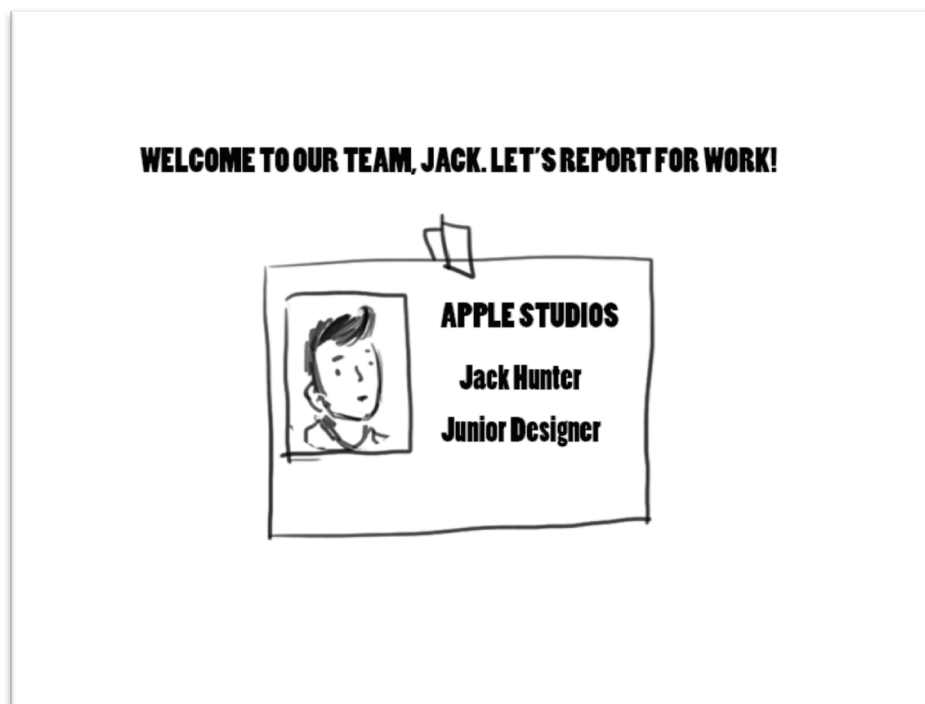 WELCOME TO OUR TEAM, JACK. LET'S REPORT FOR WORK!
APPLE STUDIOS
Jack Hunter
Junior Designer